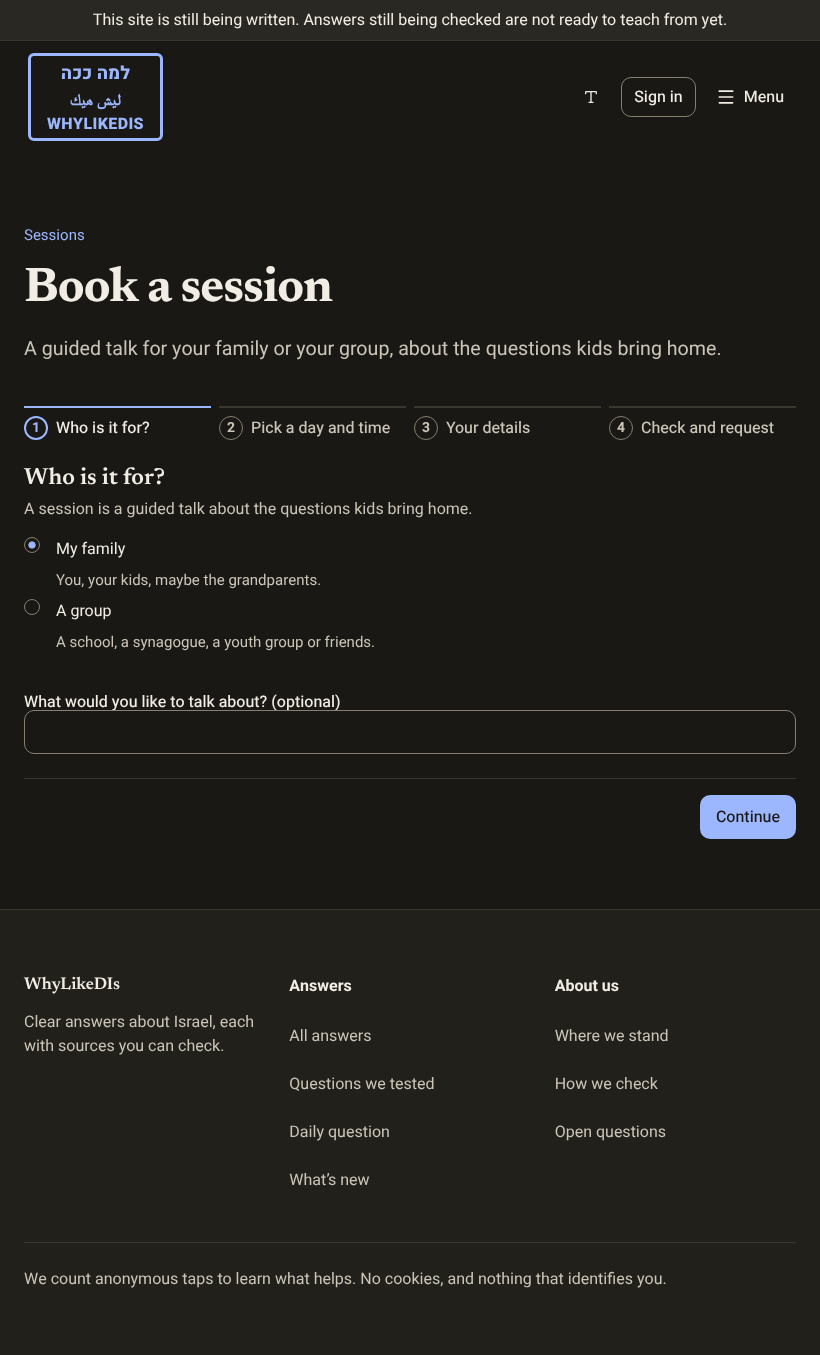 This site is still being written. Answers still being checked are not ready to teach from yet.
למה ככה
ليش هيك
WHYLIKEDIS
T
Sign in
Menu
Sessions
Book a session
A guided talk for your family or your group, about the questions kids bring home.
1 Who is it for?
2 Pick a day and time
3 Your details
4 Check and request
Who is it for?
A session is a guided talk about the questions kids bring home.
My family
You, your kids, maybe the grandparents.
A group
A school, a synagogue, a youth group or friends.
What would you like to talk about? (optional)
Continue
WhyLikeDIs
Clear answers about Israel, each
with sources you can check.
Answers
All answers
Questions we tested
Daily question
What’s new
About us
Where we stand
How we check
Open questions
We count anonymous taps to learn what helps. No cookies, and nothing that identifies you.